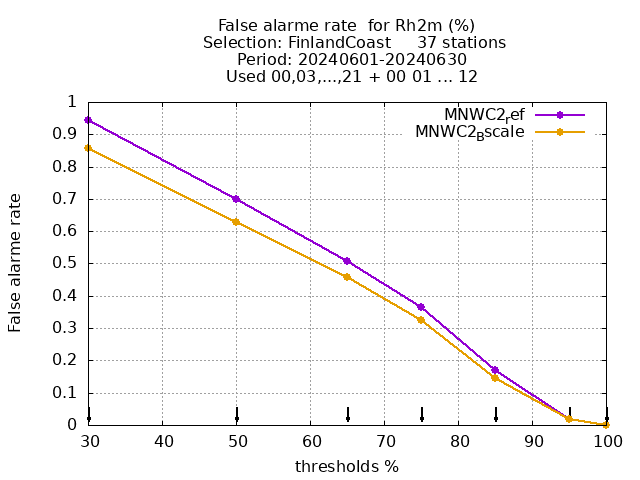 False alarme rate  for Rh2m (%)
Selection: FinlandCoast     37 stations
Period: 20240601-20240630
Used 00,03,...,21 + 00 01 ... 12
MNWC2ref
MNWC2Bscale
1
0.9
0.8
0.7
0.6
0.5
0.4
0.3
0.2
0.1
0
False alarme rate
30 40 50 60 70 80 90 100
thresholds %